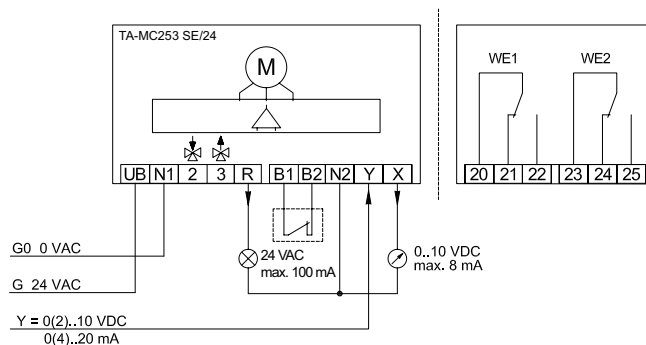 TA-MC253 SE/24
M
WE1
WE2
UB N1 2 3 R B1 B2 N2 Y X
20 21 22 23 24 25
G0 0 VAC
24 VAC
max. 100 mA
0..10 VDC
max. 8 mA
G 24 VAC
Y = 0(2)..10 VDC
0(4)..20 mA